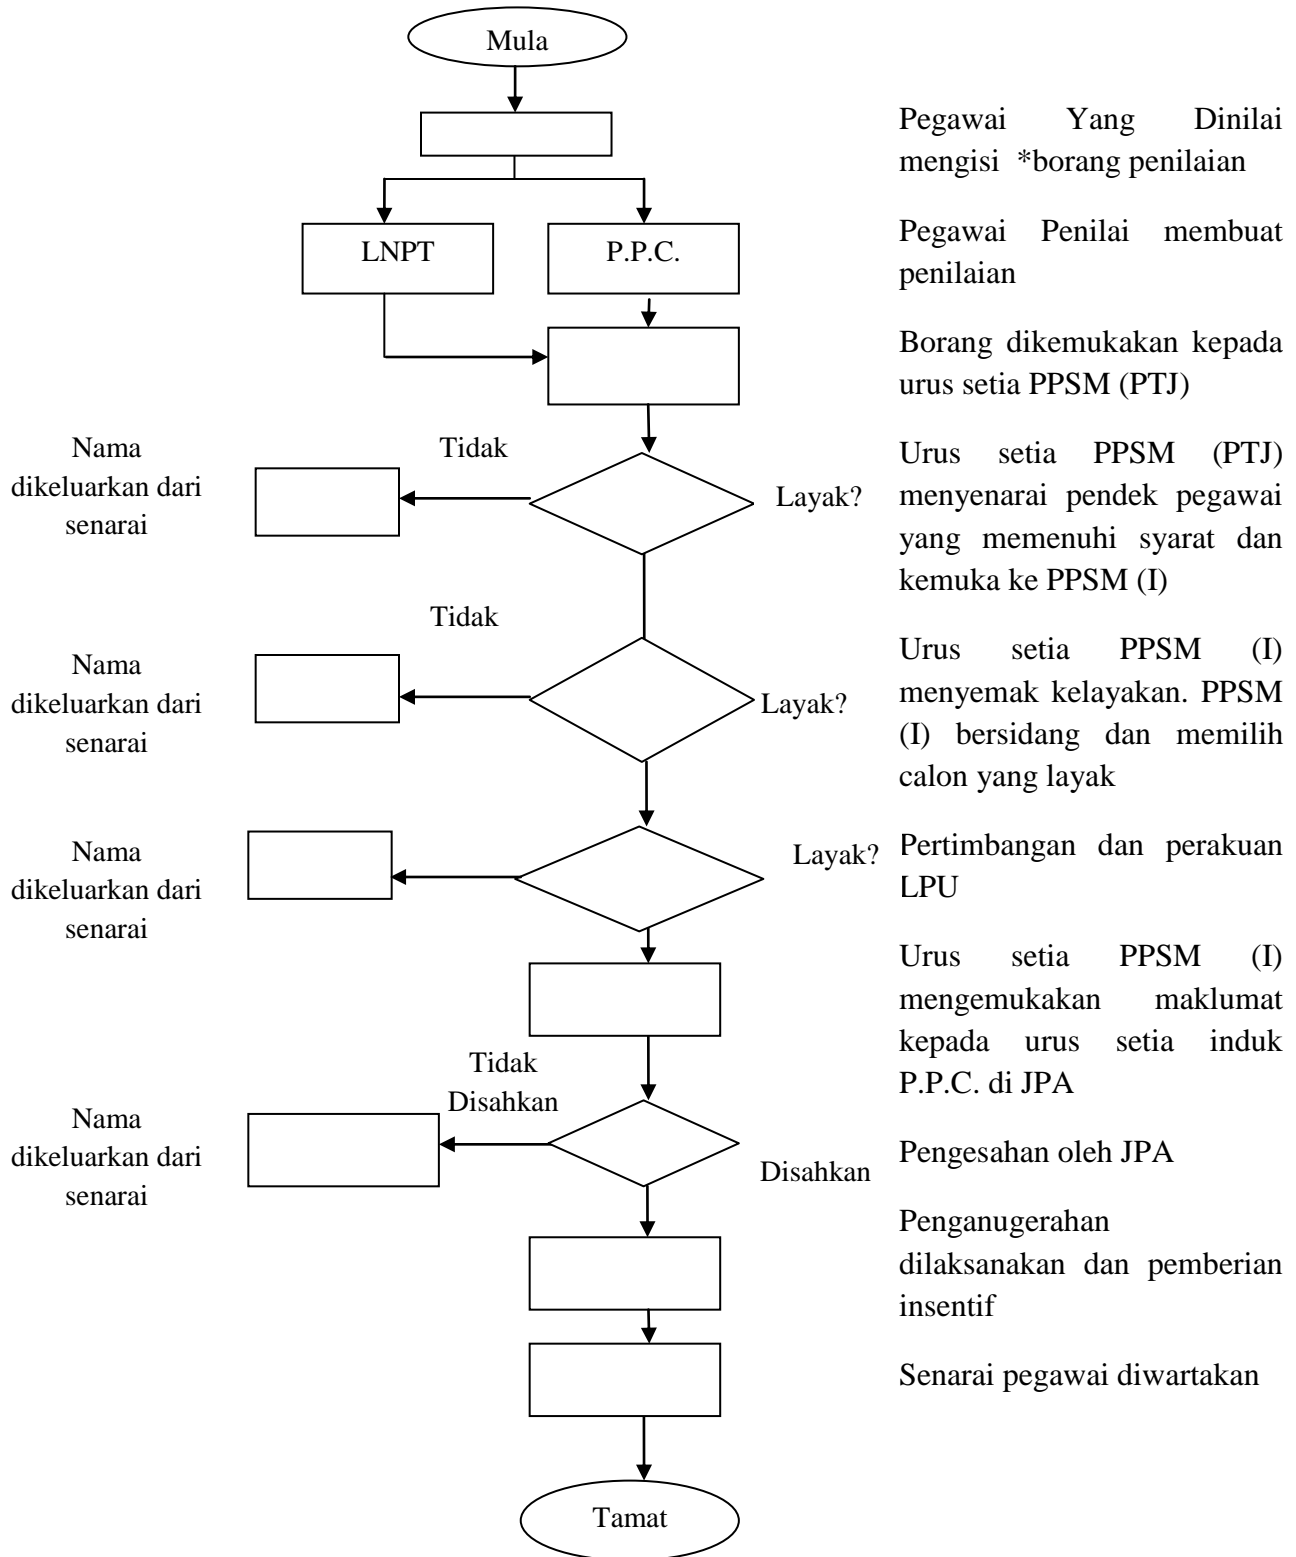 Mula
Pegawai Yang Dinilai
mengisi *borang penilaian
LNPT
P.P.C.
Pegawai Penilai membuat
penilaian
Borang dikemukakan kepada
urus setia PPSM (PTJ)
Nama
dikeluarkan dari
senarai
Tidak
Layak?
Urus setia PPSM (PTJ)
menyenarai pendek pegawai
yang memenuhi syarat dan
kemuka ke PPSM (I)
Nama
dikeluarkan dari
senarai
Tidak
Layak?
Urus setia PPSM (I)
menyemak kelayakan. PPSM
(I) bersidang dan memilih
calon yang layak
Nama
dikeluarkan dari
senarai
Layak?
Pertimbangan dan perakuan
LPU
Urus setia PPSM (I)
mengemukakan maklumat
kepada urus setia induk
P.P.C. di JPA
Nama
dikeluarkan dari
senarai
Tidak
Disahkan
Disahkan
Pengesahan oleh JPA
Penganugerahan
dilaksanakan dan pemberian
insentif
Senarai pegawai diwartakan
Tamat